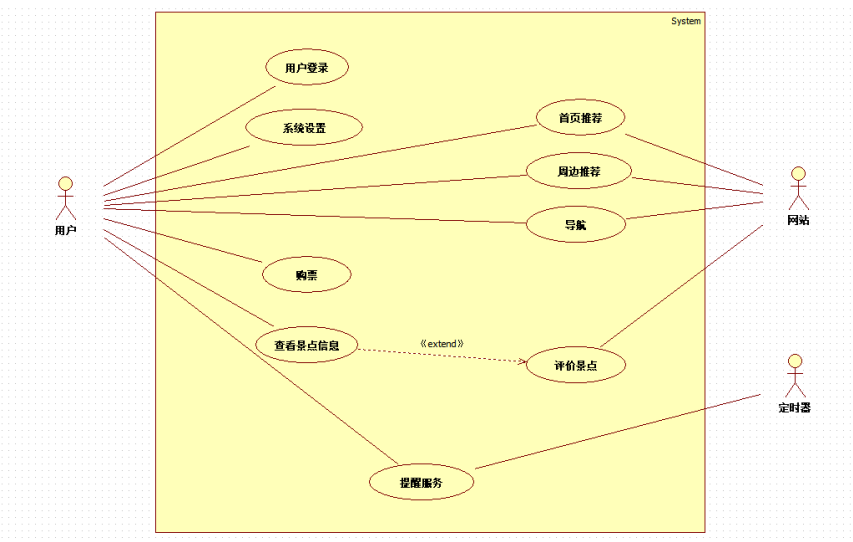 System
用户登录
系统设置
首页推荐
周边推荐
用户
网站
导航
购票
查看景点信息
《extend》
评价景点
定时器
提醒服务